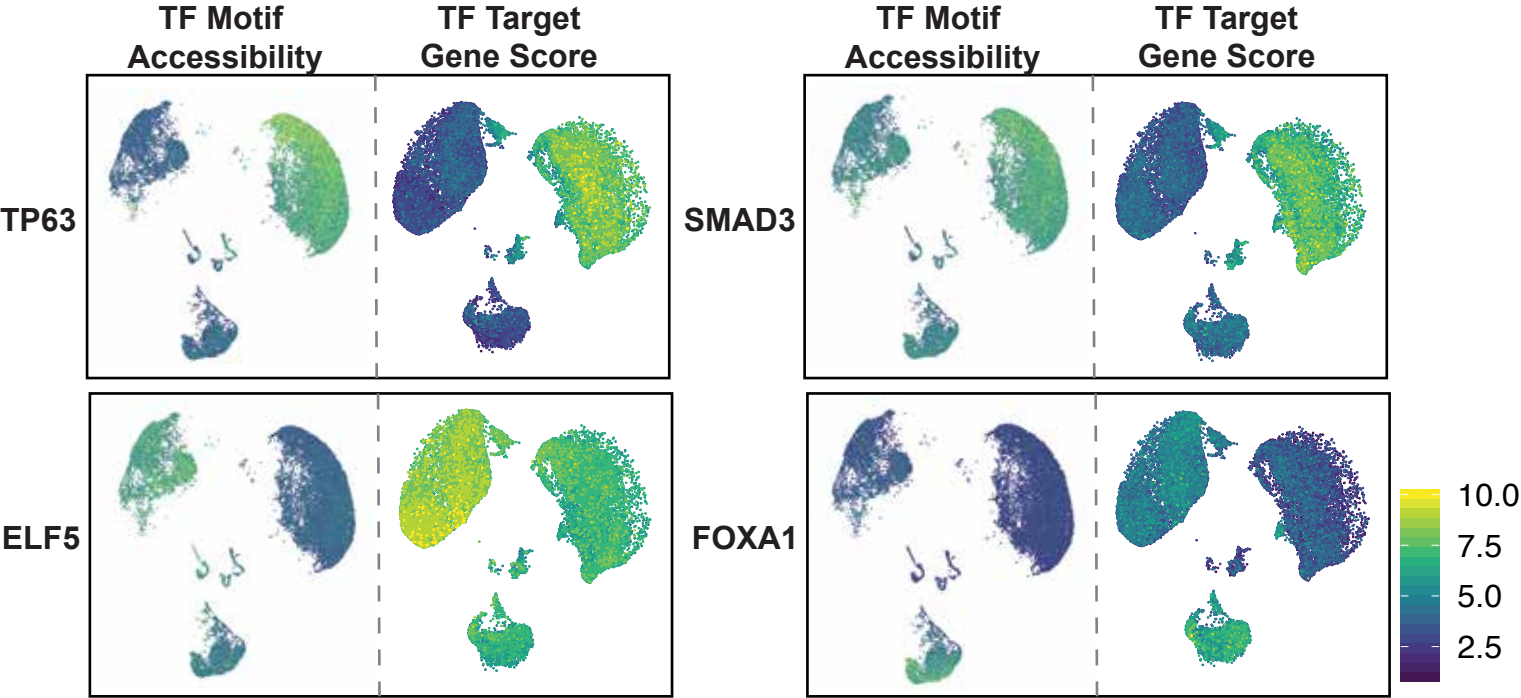 TF Motif
Accessibility
TF Target
Gene Score
TF Motif
Accessibility
TF Target
Gene Score
TP63
SMAD3
ELF5
FOXA1
10.0
7.5
5.0
2.5